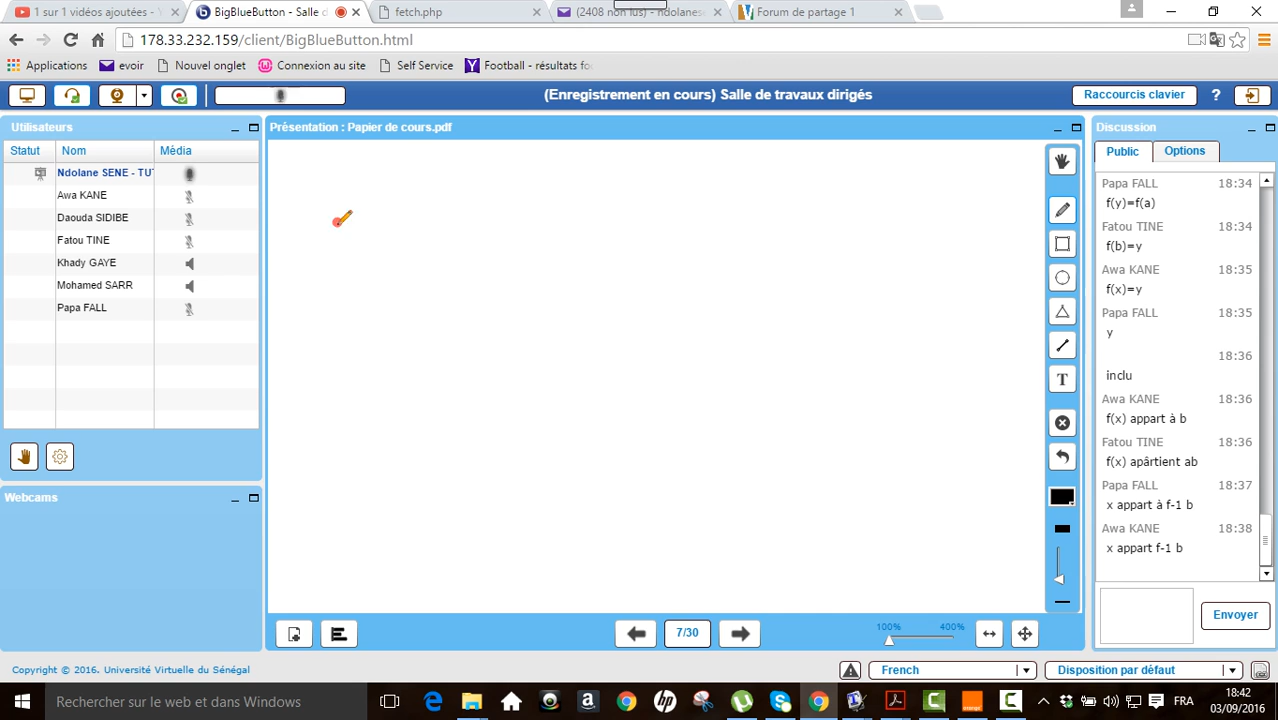 1 sur 1 vidéos ajoutées - Y
BigBlueButton - Salle d
fetch.php
(2408 non lus) - ndolanese
Forum de partage 1
178.33.232.159/client/BigBlueButton.html
Applications
evoir
Nouvel onglet
Connexion au site
Self Service
Football - résultats fo
(Enregistrement en cours) Salle de travaux dirigés
Raccourcis clavier
?
Utilisateurs
Statut Nom Média
Ndolane SENE - TUT
Awa KANE
Daouda SIDIBE
Fatou TINE
Khady GAYE
Mohamed SARR
Papa FALL
Webcams
Présentation : Papier de cours.pdf
T
7/30
100% 400%
Discussion
Public Options
Papa FALL 18:34
f(y)=f(a)
Fatou TINE 18:34
f(b)=y
Awa KANE 18:35
f(x)=y
Papa FALL 18:35
y
18:36
inclu
Awa KANE 18:36
f(x) appart à b
Fatou TINE 18:36
f(x) apârtient ab
Papa FALL 18:37
x appart à f-1 b
Awa KANE 18:38
x appart f-1 b
Envoyer
Copyright © 2016. Université Virtuelle du Sénégal
French
Disposition par défaut
Rechercher sur le web et dans Windows
FRA
18:42
03/09/2016